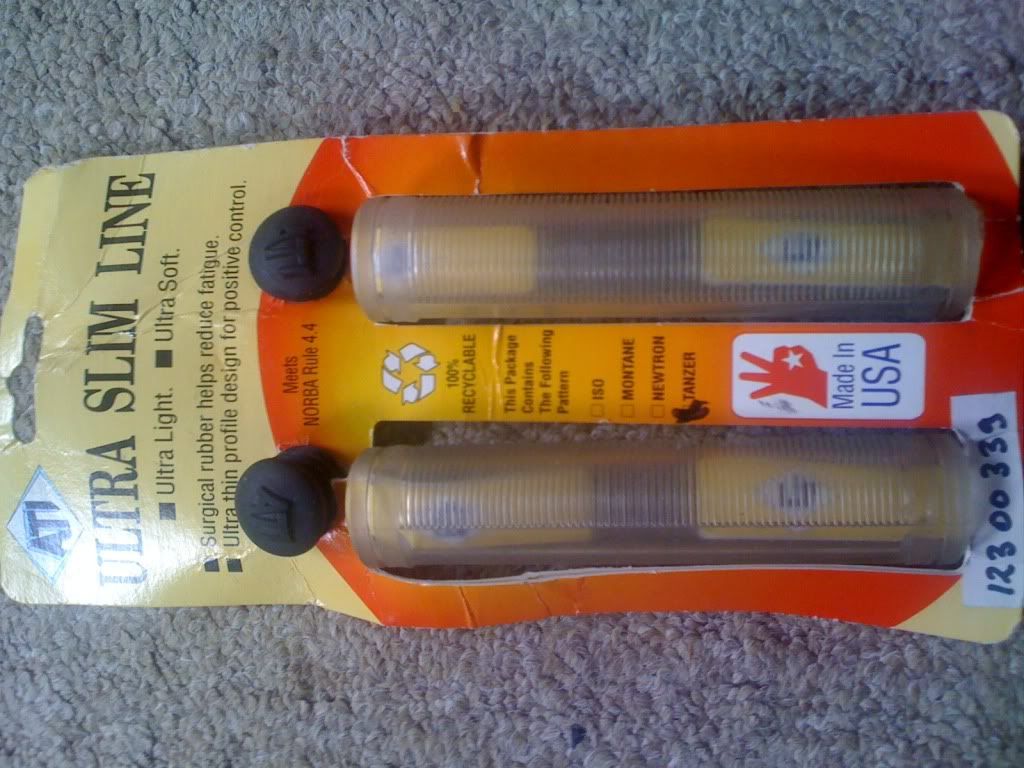 ATI
ULTRA SLIM LINE
■ Ultra Light. ■ Ultra Soft.
■ Surgical rubber helps reduce fatigue.
■ Ultra thin profile design for positive control.
Meets
NORBA Rule 4.4
100%
RECYCLABLE
This Package
Contains
The Following
Pattern
ISO
MONTANE
NEWTRON
TANZER
Made In
USA
12300339